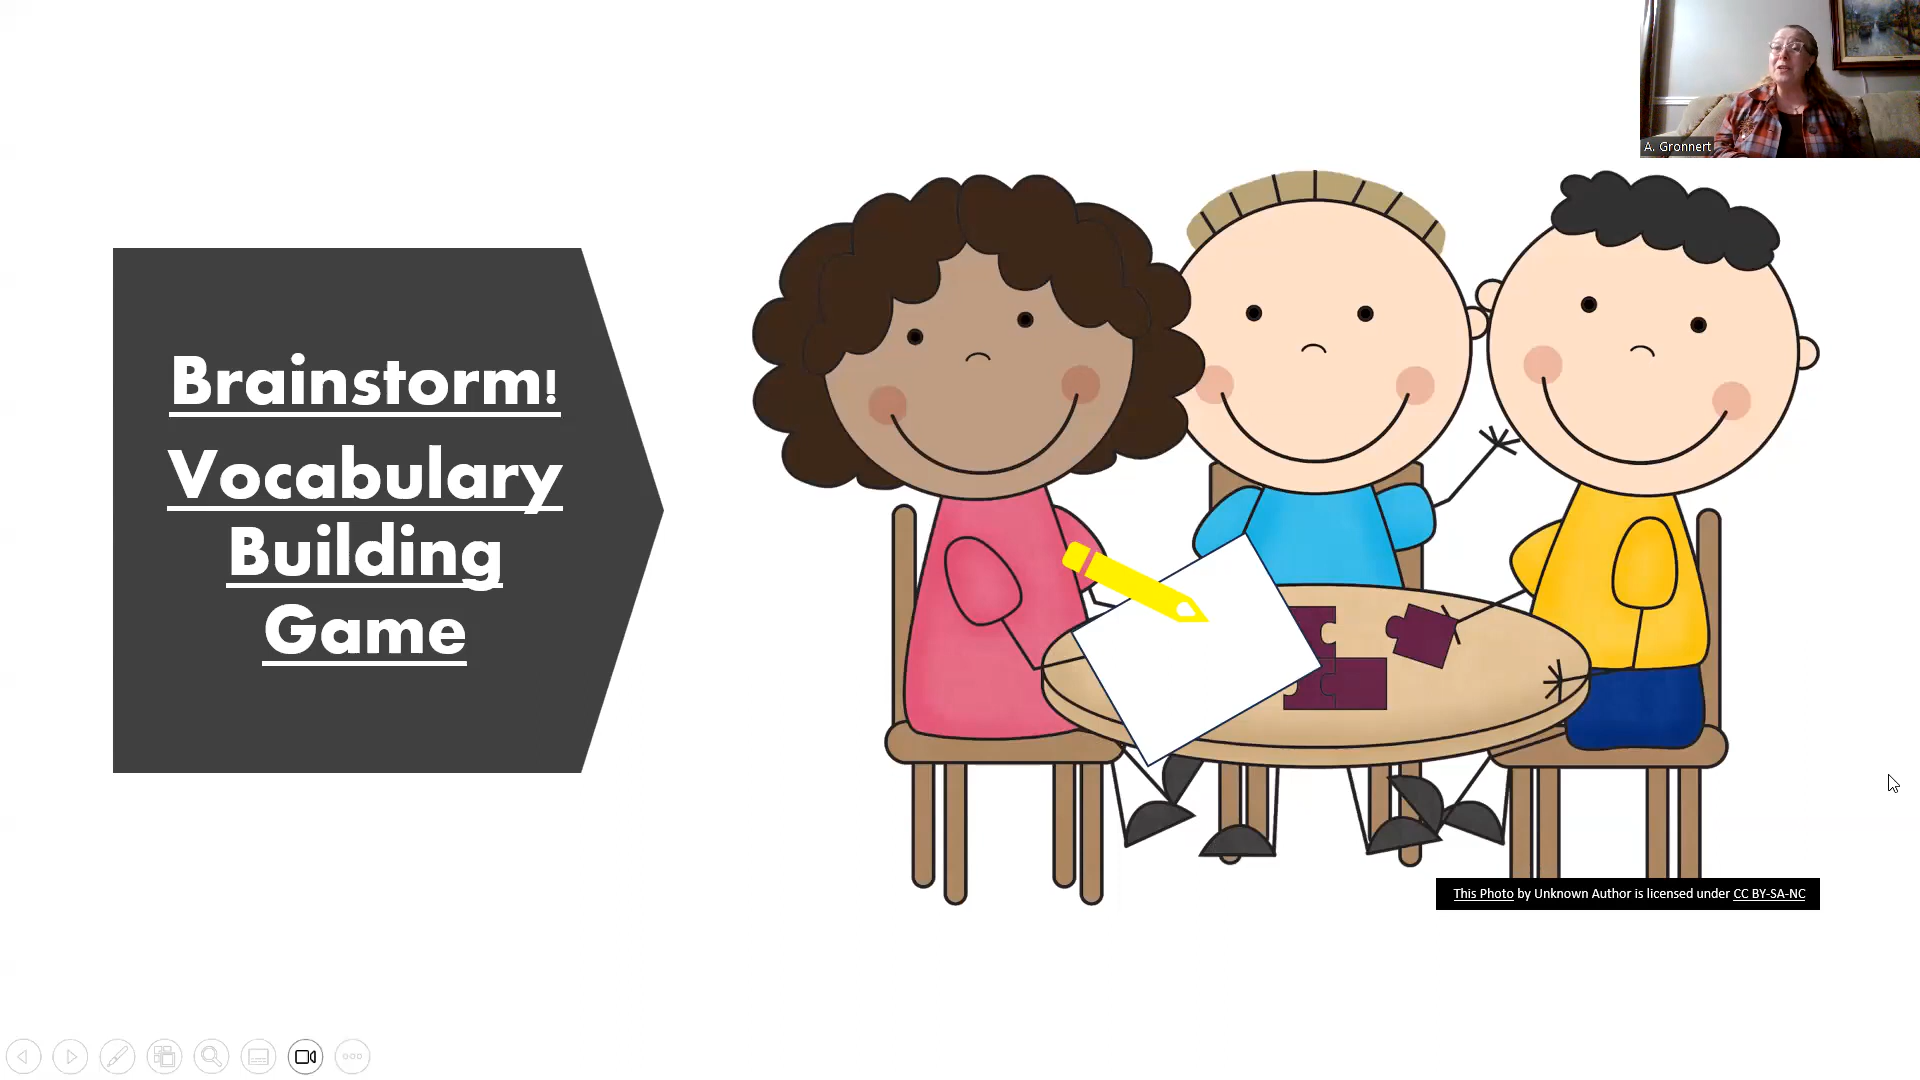 A. Gronnert
Brainstorm!
Vocabulary
Building
Game
This Photo by Unknown Author is licensed under CC BY-SA-NC